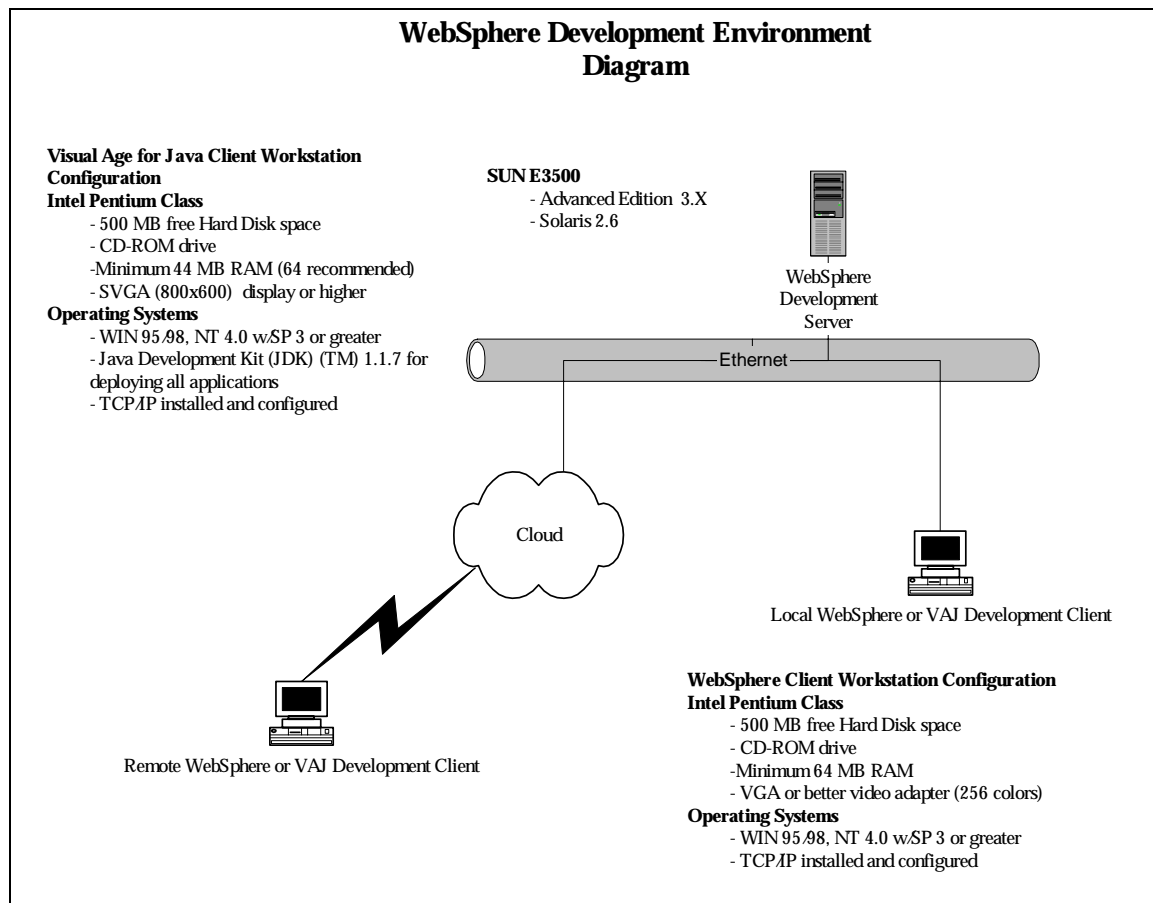 WebSphere Development Environment
Diagram
Visual Age for Java Client Workstation
Configuration
Intel Pentium Class
- 500 MB free Hard Disk space
- CD-ROM drive
-Minimum 44 MB RAM (64 recommended)
- SVGA (800x600) display or higher
Operating Systems
- WIN 95/98, NT 4.0 w/SP 3 or greater
- Java Development Kit (JDK) (TM) 1.1.7 for
deploying all applications
- TCP/IP installed and configured
SUN E3500
- Advanced Edition 3.X
- Solaris 2.6
WebSphere
Development
Server
Ethernet
Cloud
Local WebSphere or VAJ Development Client
Remote WebSphere or VAJ Development Client
WebSphere Client Workstation Configuration
Intel Pentium Class
- 500 MB free Hard Disk space
- CD-ROM drive
-Minimum 64 MB RAM
- VGA or better video adapter (256 colors)
Operating Systems
- WIN 95/98, NT 4.0 w/SP 3 or greater
- TCP/IP installed and configured